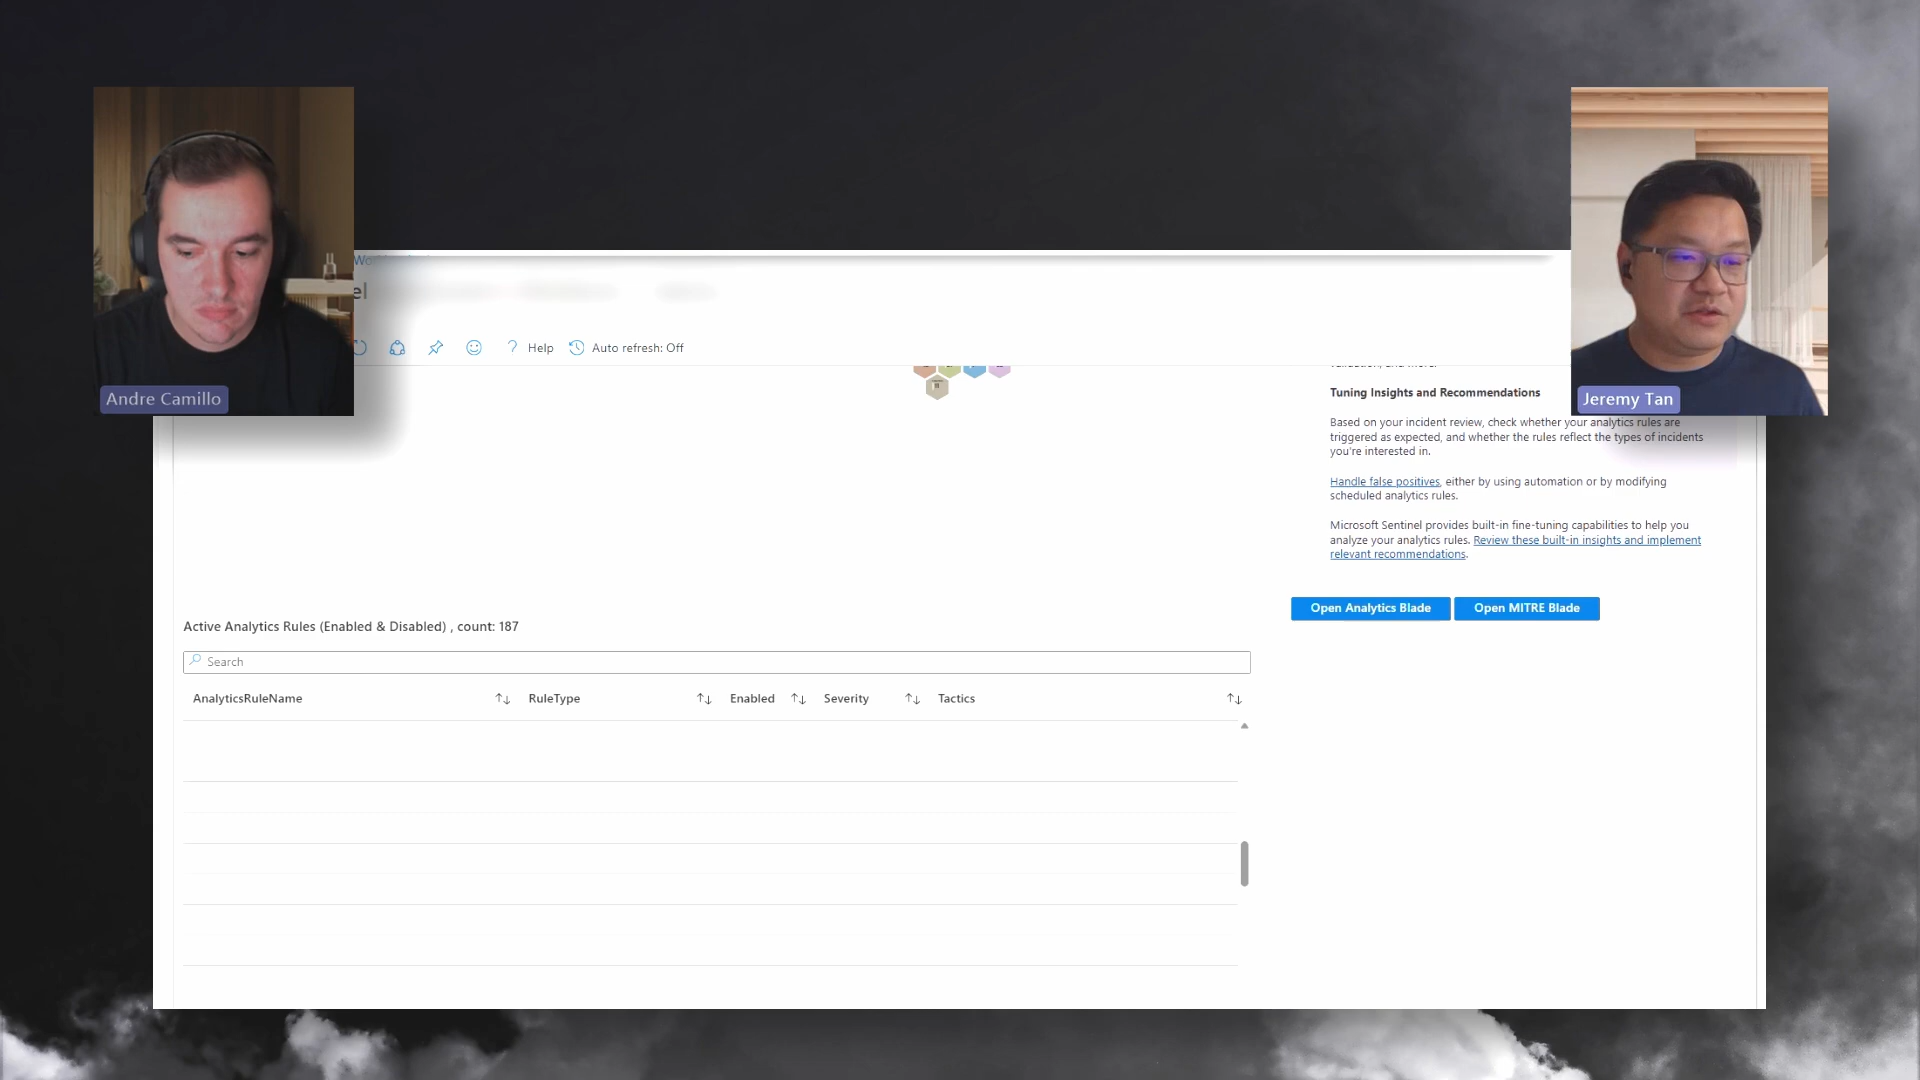 el
Help
Auto refresh: Off
Andre Camillo
Jeremy Tan
Tuning Insights and Recommendations
Based on your incident review, check whether your analytics rules are
triggered as expected, and whether the rules reflect the types of incidents
you're interested in.
Handle false positives, either by using automation or by modifying
scheduled analytics rules.
Microsoft Sentinel provides built-in fine-tuning capabilities to help you
analyze your analytics rules. Review these built-in insights and implement
relevant recommendations.
Open Analytics Blade
Open MITRE Blade
Active Analytics Rules (Enabled & Disabled) , count: 187
Search
AnalyticsRuleName
RuleType
Enabled
Severity
Tactics